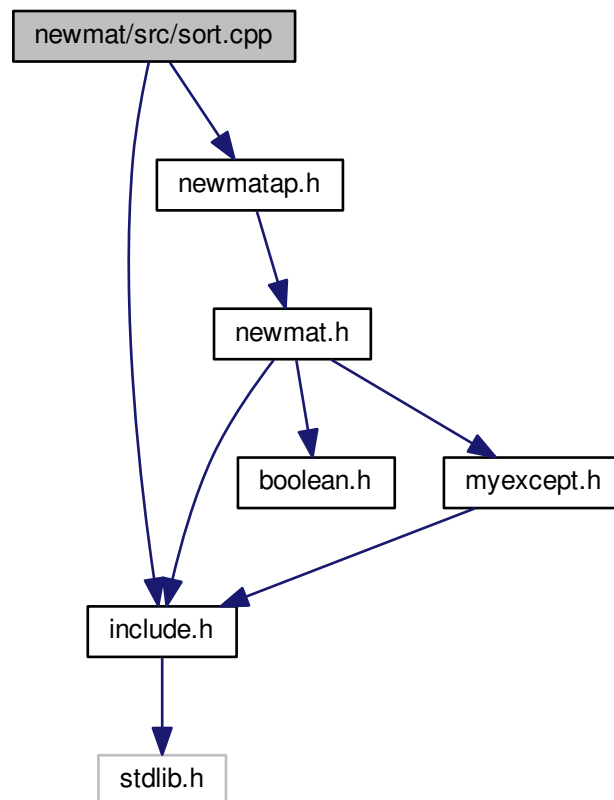 newmat/src/sort.cpp
newmatap.h
newmat.h
boolean.h
myexcept.h
include.h
stdlib.h